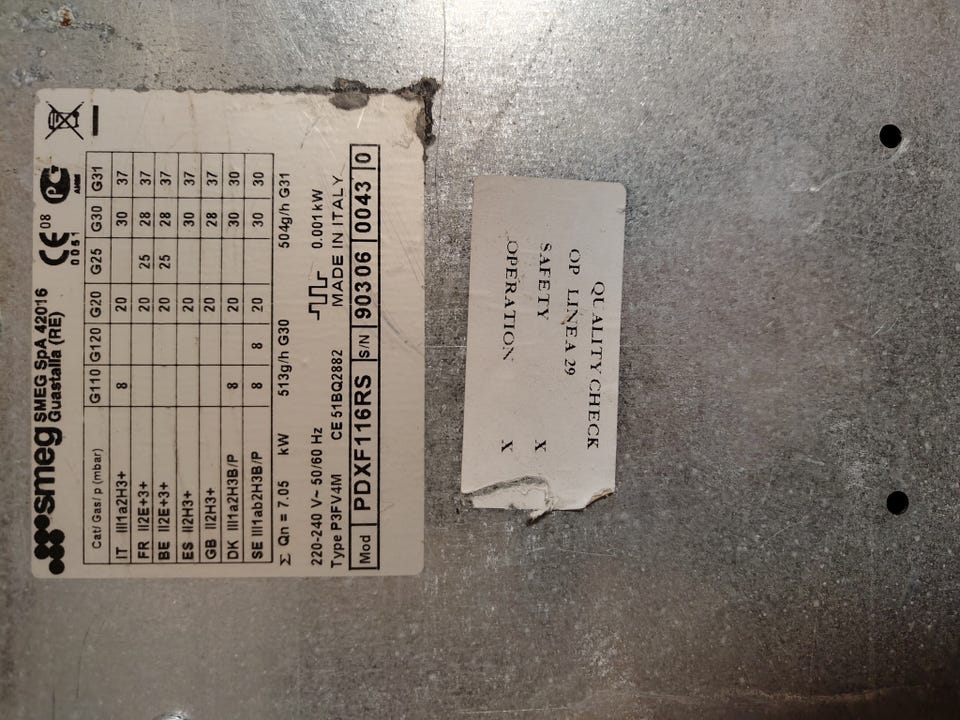 smeg SMEG SpA 42016
Guastalla (RE)
CE 08
0051
Cat/ Gas/ p (mbar) G110 G120 G20 G25 G30 G31
IT III1a2H3+ 8 20 30 37
FR II2E+3+ 20 25 28 37
BE II2E+3+ 20 25 28 37
ES II2H3+ 20 30 37
GB II2H3+ 20 28 37
DK III1a2H3B/P 8 20 30 30
SE III1ab2H3B/P 8 8 20 30 30
Σ Qn = 7.05 kW 513g/h G30 504g/h G31
220-240 V~ 50/60 Hz 0.001kW
Type P3FV4M CE 51BQ2882 MADE IN ITALY
Mod PDXF116RS S/N 90306 0043 0
QUALITY CHECK
OP LINEA 29
SAFETY X
OPERATION X